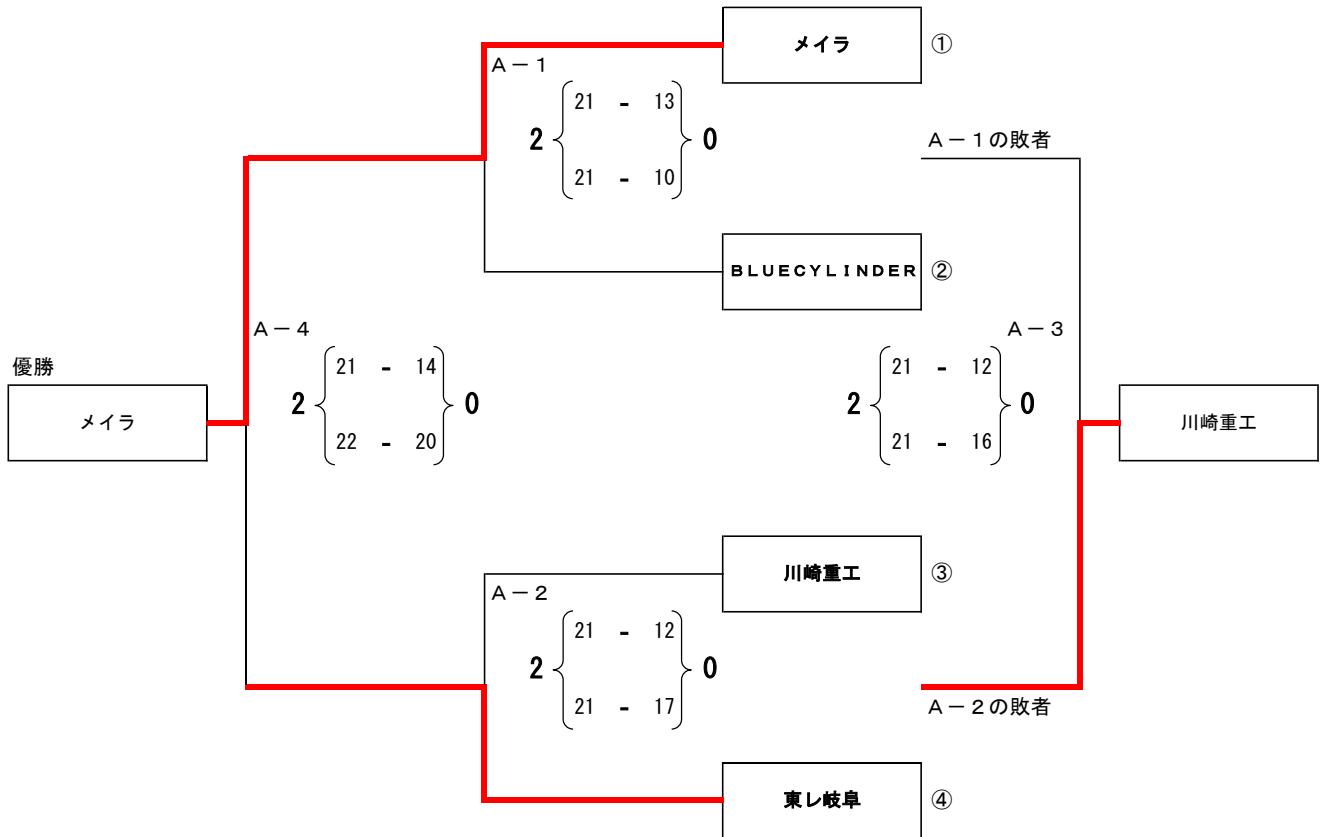 メイラ ①
A－1
21 - 13
2 0
21 - 10
A－1の敗者
BLUECYLINDER ②
A－4
A－3
優勝
21 - 14
21 - 12
メイラ
2 0
2 0
川崎重工
22 - 20
21 - 16
川崎重工 ③
A－2
21 - 12
2 0
21 - 17
A－2の敗者
東レ岐阜 ④